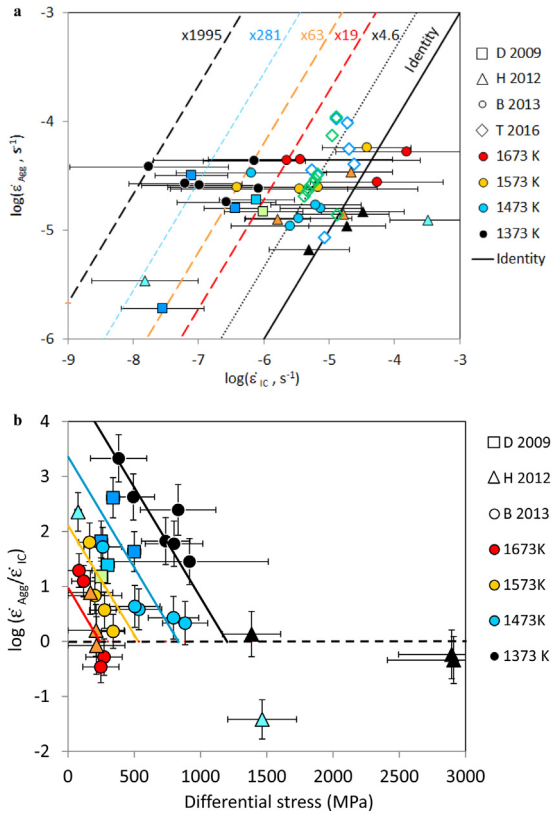 a
x1995
x281
x63
x19
x4.6
Identity
-3
-4
-5
-6
log(ε̇Agg , s-1)
-9
-8
-7
-6
-5
-4
-3
log(ε̇IC , s-1)
D 2009
H 2012
B 2013
T 2016
1673 K
1573 K
1473 K
1373 K
Identity
b
4
3
2
1
0
-1
-2
log (ε̇Agg/ε̇IC)
0
500
1000
1500
2000
2500
3000
Differential stress (MPa)
D 2009
H 2012
B 2013
1673K
1573K
1473K
1373K